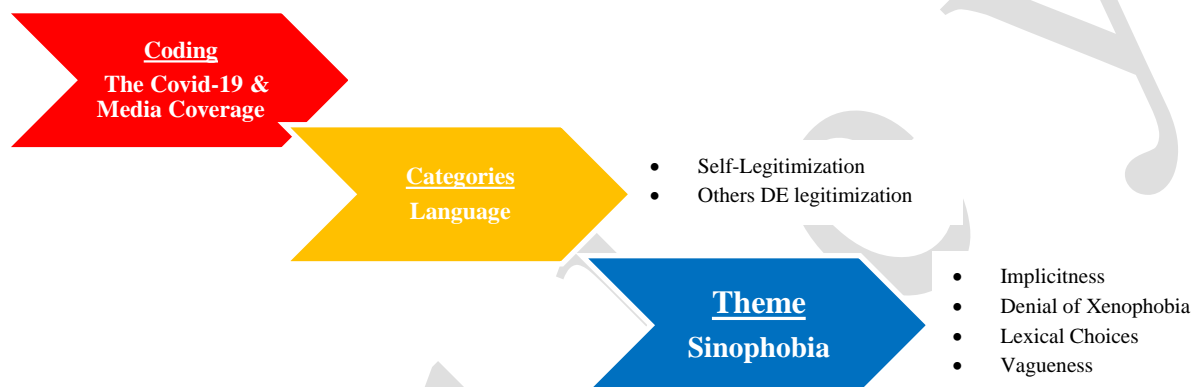 Coding
The Covid-19 &
Media Coverage
Categories
Language
• Self-Legitimization
• Others DE legitimization
Theme
Sinophobia
• Implicitness
• Denial of Xenophobia
• Lexical Choices
• Vagueness